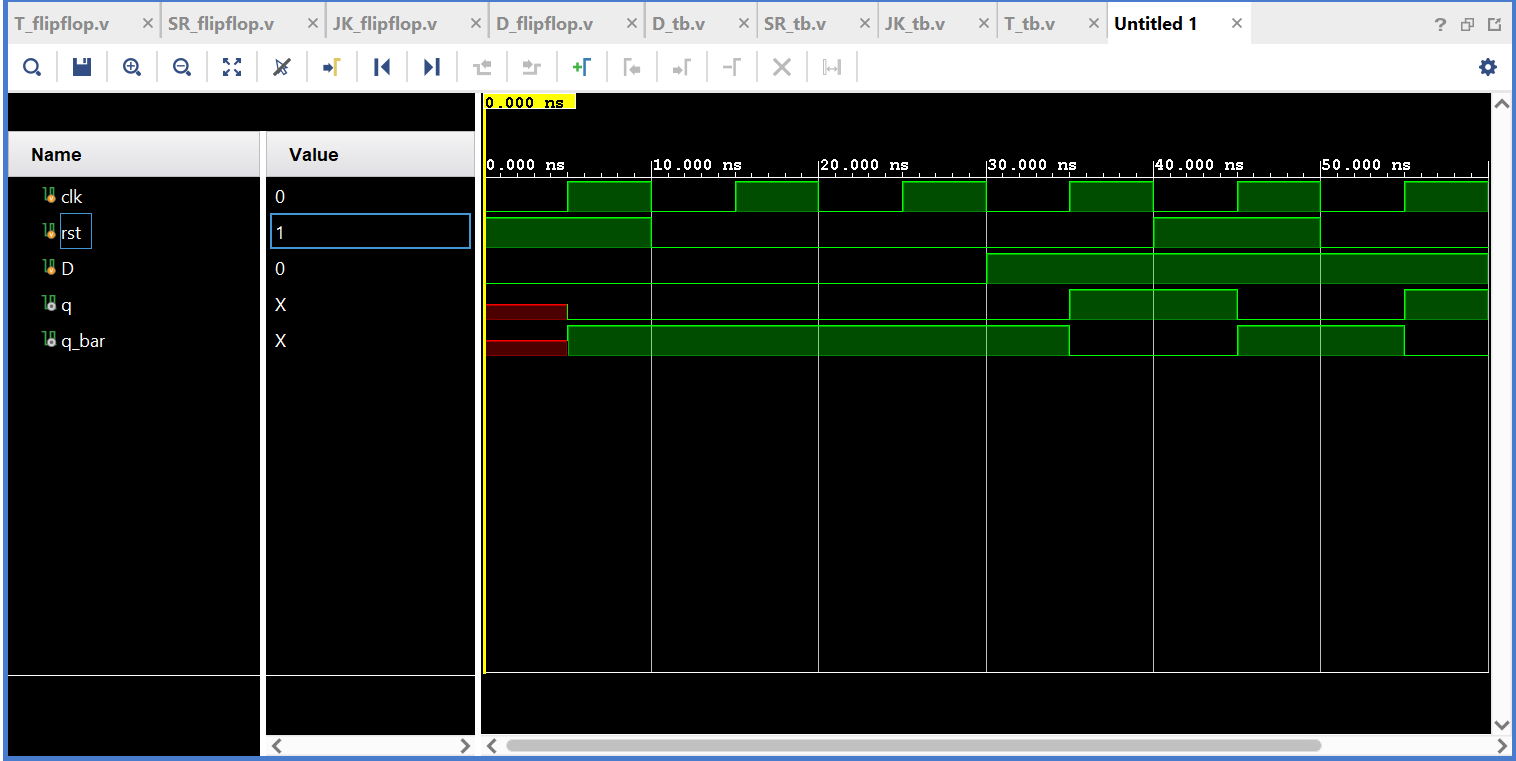 T_flipflop.v × SR_flipflop.v × JK_flipflop.v × D_flipflop.v × D_tb.v × SR_tb.v × JK_tb.v × T_tb.v × Untitled 1 × ?
0.000 ns
Name Value
0.000 ns 10.000 ns 20.000 ns 30.000 ns 40.000 ns 50.000 ns
clk 0
rst 1
D 0
q X
q_bar X